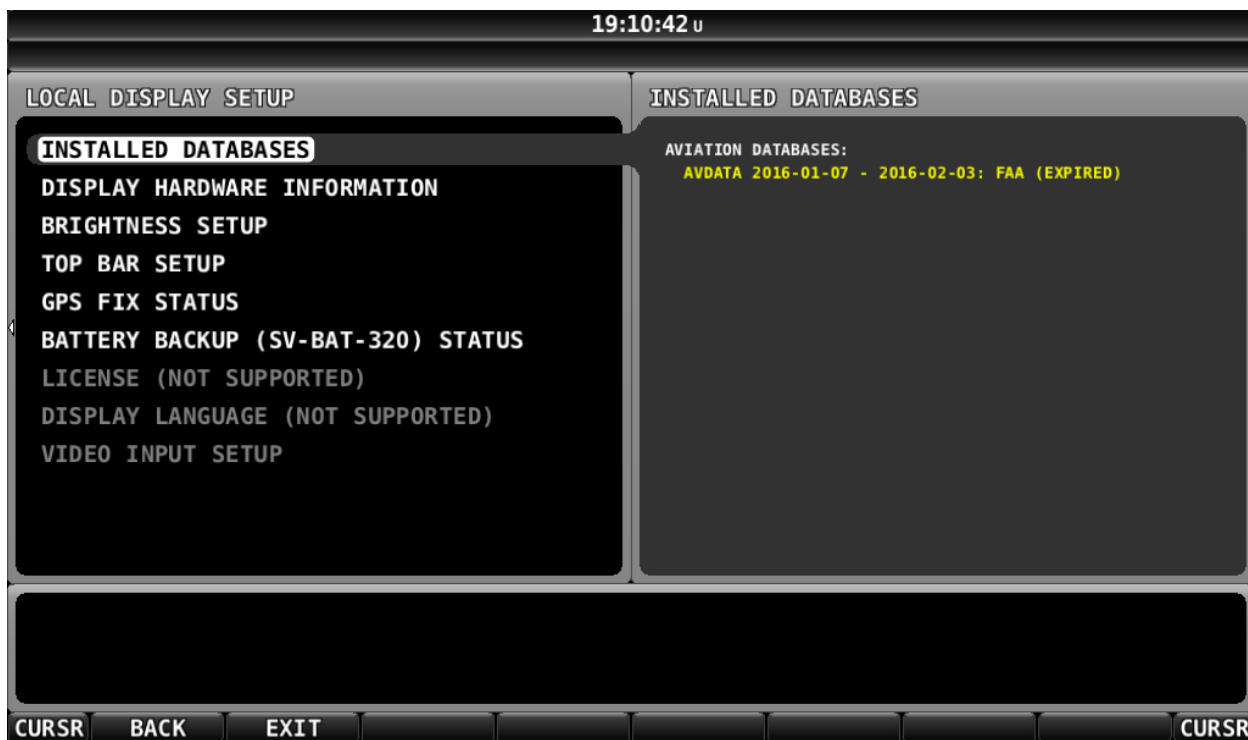 19:10:42 U
LOCAL DISPLAY SETUP
INSTALLED DATABASES
DISPLAY HARDWARE INFORMATION
BRIGHTNESS SETUP
TOP BAR SETUP
GPS FIX STATUS
BATTERY BACKUP (SV-BAT-320) STATUS
LICENSE (NOT SUPPORTED)
DISPLAY LANGUAGE (NOT SUPPORTED)
VIDEO INPUT SETUP
INSTALLED DATABASES
AVIATION DATABASES:
AVDATA 2016-01-07 - 2016-02-03: FAA (EXPIRED)
CURSR BACK EXIT CURSR